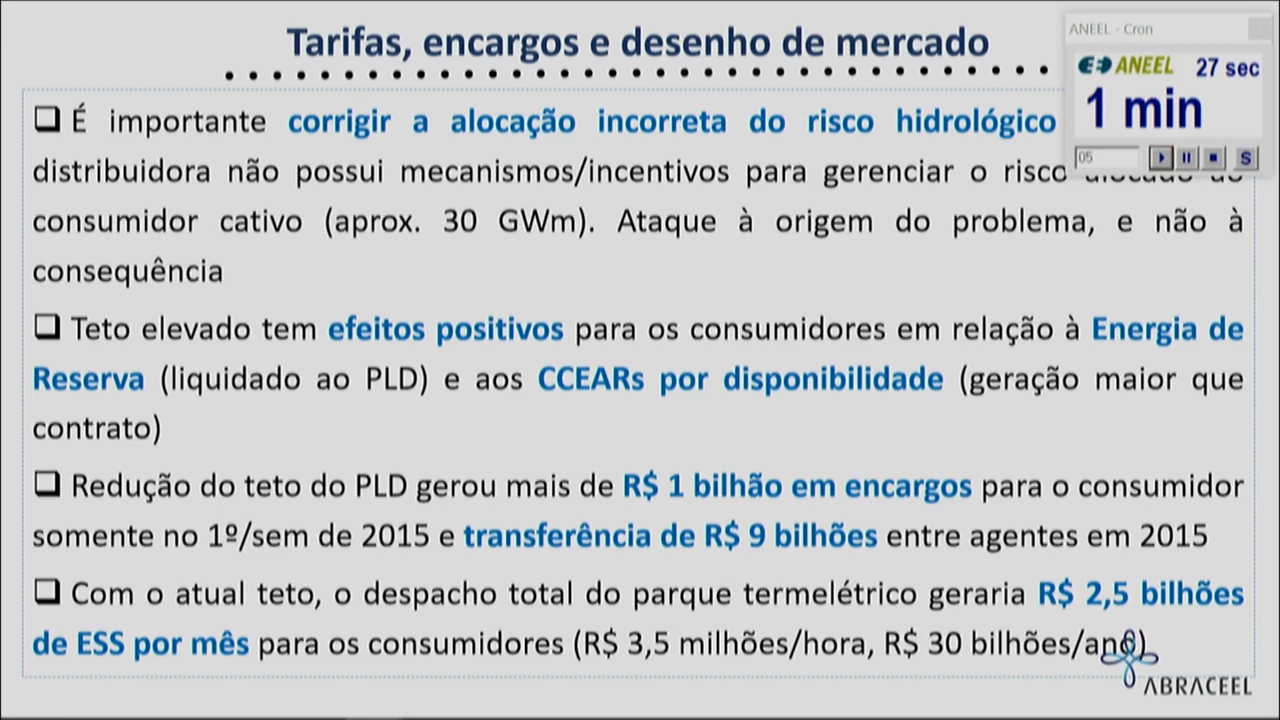 Tarifas, encargos e desenho de mercado
ANEEL - Cron
ANEEL 27 sec
1 min
05
S
❑ É importante corrigir a alocação incorreta do risco hidrológico
distribuidora não possui mecanismos/incentivos para gerenciar o risco
consumidor cativo (aprox. 30 GWm). Ataque à origem do problema, e não à
consequência
❑ Teto elevado tem efeitos positivos para os consumidores em relação à Energia de
Reserva (liquidado ao PLD) e aos CCEARs por disponibilidade (geração maior que
contrato)
❑ Redução do teto do PLD gerou mais de R$ 1 bilhão em encargos para o consumidor
somente no 1º/sem de 2015 e transferência de R$ 9 bilhões entre agentes em 2015
❑ Com o atual teto, o despacho total do parque termelétrico geraria R$ 2,5 bilhões
de ESS por mês para os consumidores (R$ 3,5 milhões/hora, R$ 30 bilhões/ano)
ABRACEEL